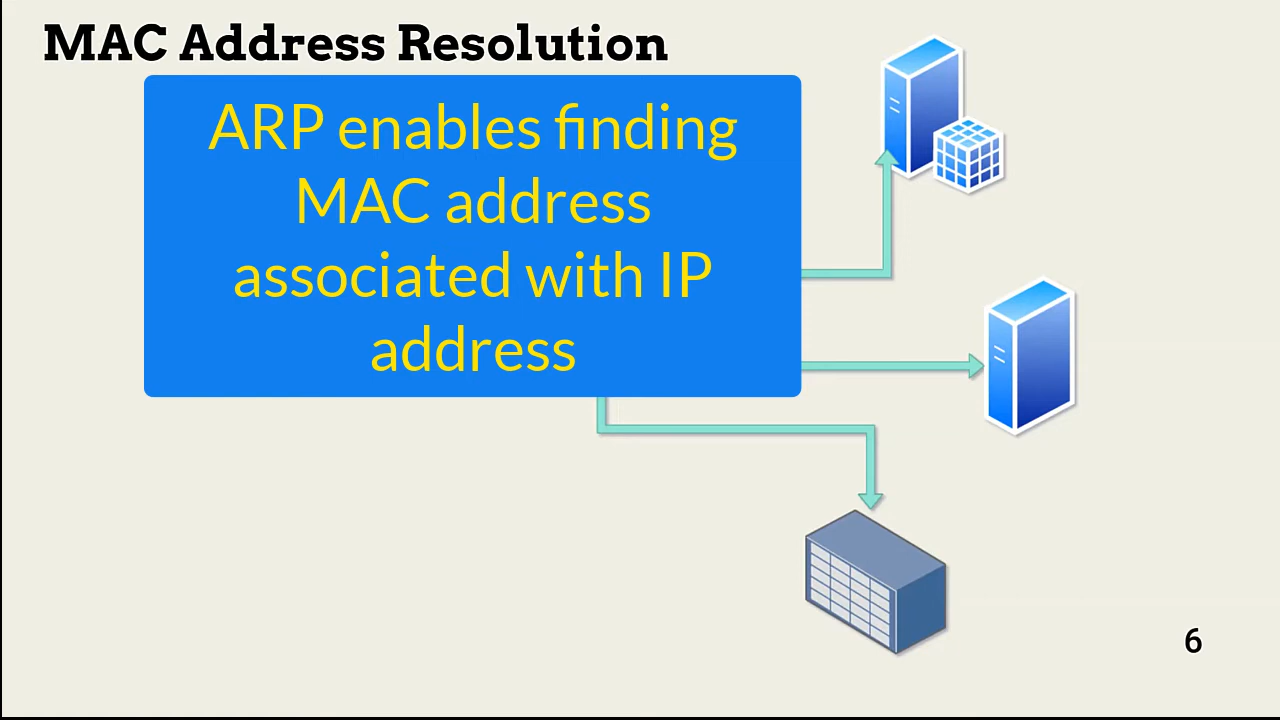 MAC Address Resolution
ARP enables finding
MAC address
associated with IP
address
6